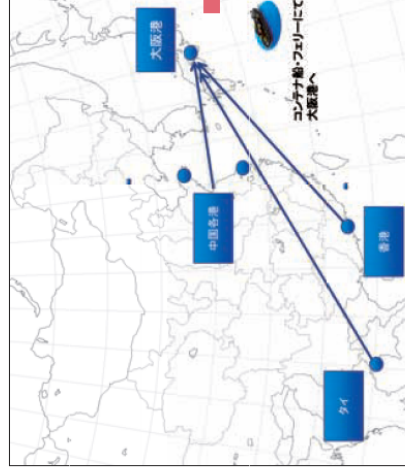 大阪港
コンテナ船・フェリーにて
大阪港へ
中国各港
香港
タイ